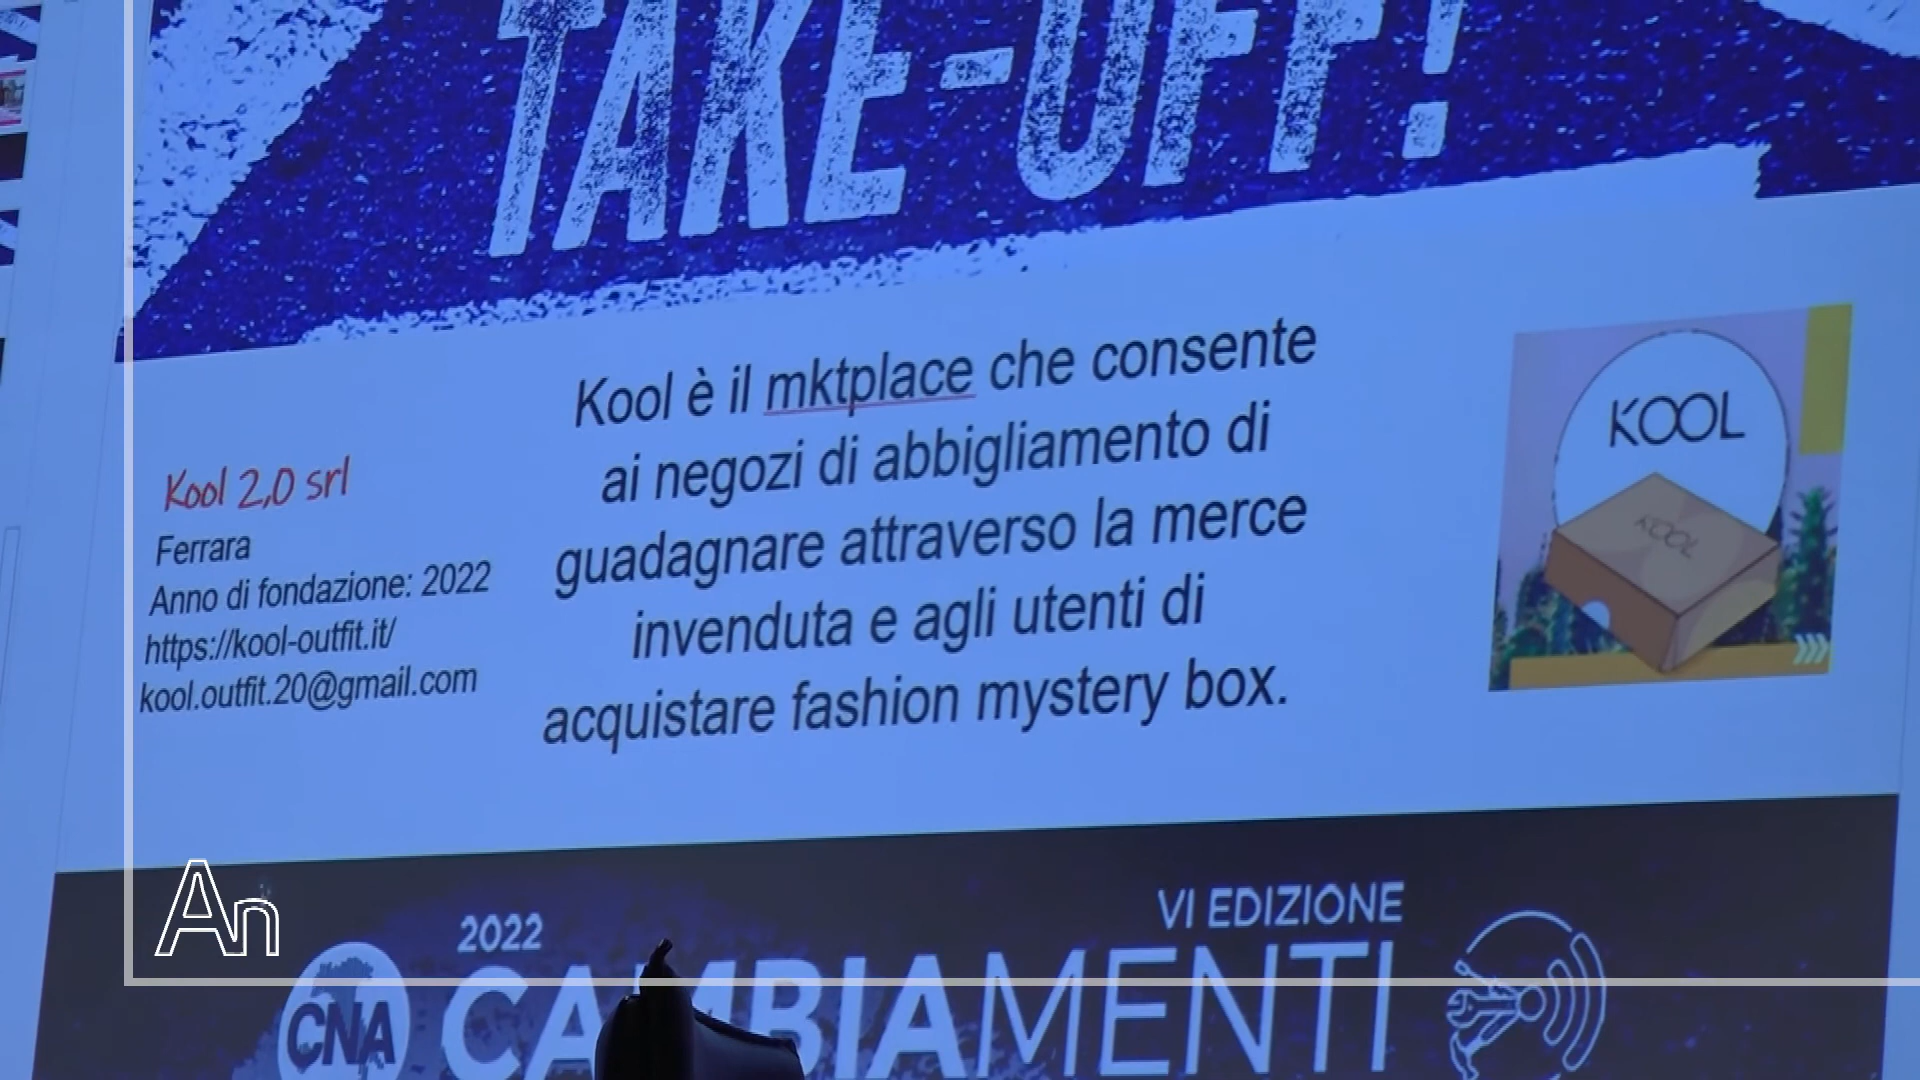 TAKE-OFF!
Kool 2,0 srl
Ferrara
Anno di fondazione: 2022
https://kool-outfit.it/
kool.outfit.20@gmail.com
Kool è il mktplace che consente
ai negozi di abbigliamento di
guadagnare attraverso la merce
invenduta e agli utenti di
acquistare fashion mystery box.
KOOL
KOOL
An
2022
VI EDIZIONE
CNA
CAMBIAMENTI